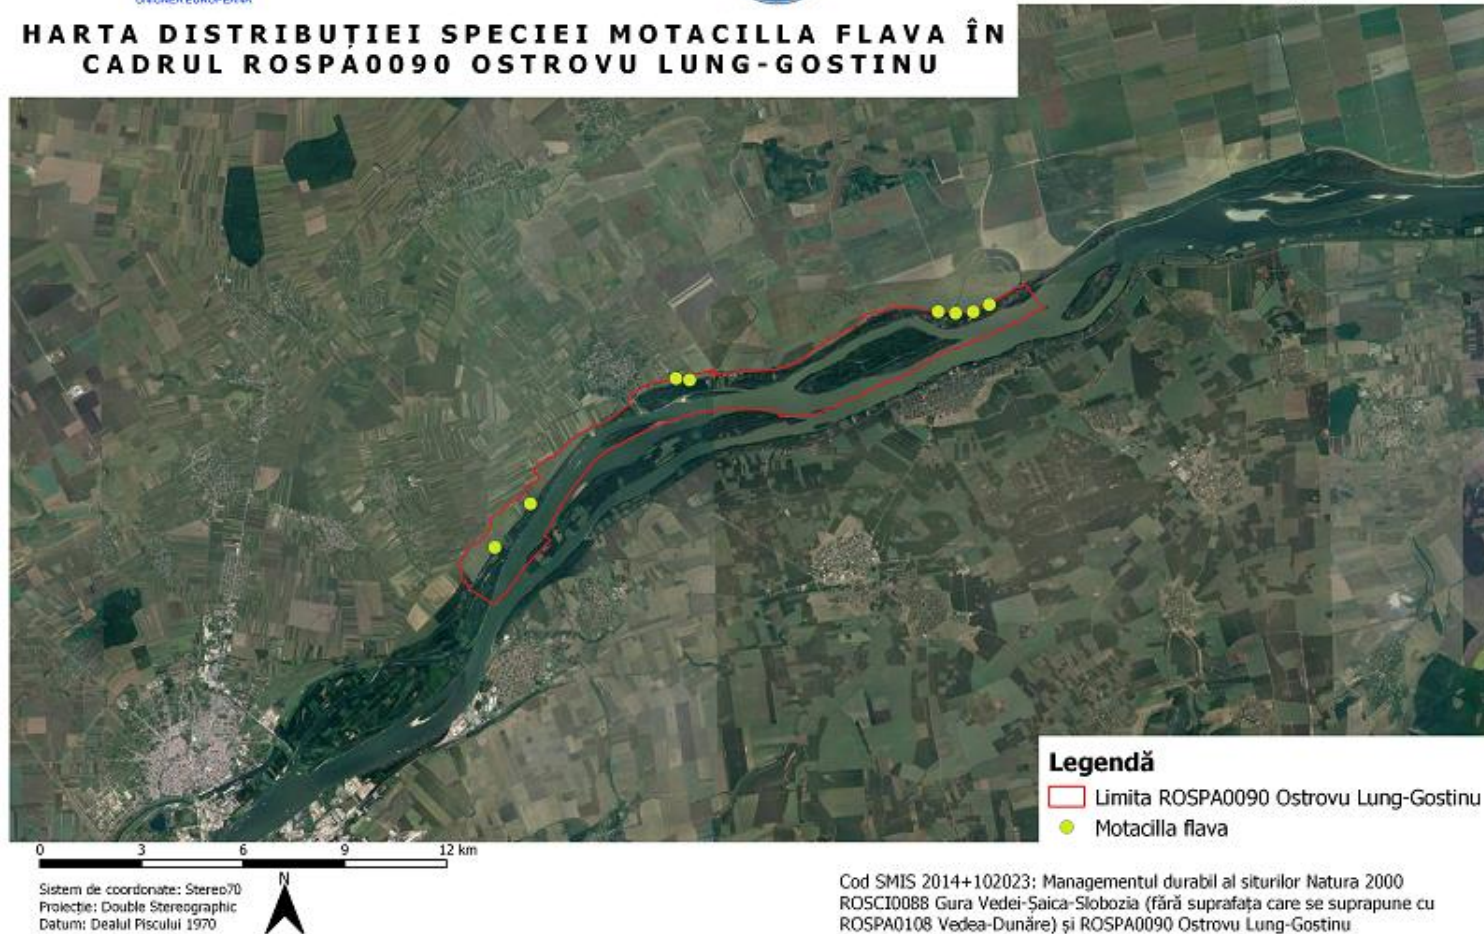 UNIUNEA EUROPEANĂ
HARTA DISTRIBUȚIEI SPECIEI MOTACILLA FLAVA ÎN
CADRUL ROSPA0090 OSTROVU LUNG-GOSTINU
Legendă
Limita ROSPA0090 Ostrovu Lung-Gostinu
Motacilla flava
0 3 6 9 12 km
N
Sistem de coordonate: Stereo70
Proiecție: Double Stereographic
Datum: Dealul Piscului 1970
Cod SMIS 2014+102023: Managementul durabil al siturilor Natura 2000
ROSCI0088 Gura Vedei-Șaica-Slobozia (fără suprafața care se suprapune cu
ROSPA0108 Vedea-Dunăre) și ROSPA0090 Ostrovu Lung-Gostinu